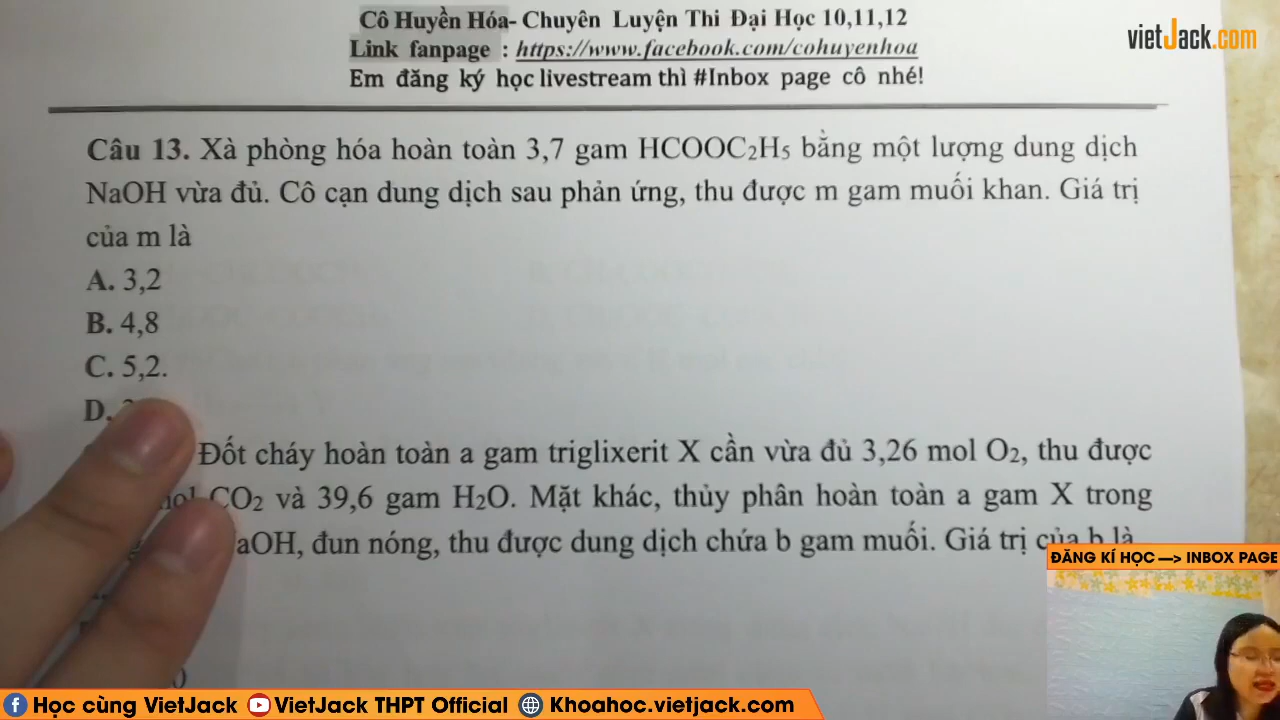 Cô Huyền Hóa- Chuyên Luyện Thi Đại Học 10,11,12
Link fanpage : https://www.facebook.com/cohuyenhoa
Em đăng ký học livestream thì #Inbox page cô nhé!
vietJack.com
Câu 13. Xà phòng hóa hoàn toàn 3,7 gam HCOOC2H5 bằng một lượng dung dịch
NaOH vừa đủ. Cô cạn dung dịch sau phản ứng, thu được m gam muối khan. Giá trị
của m là
A. 3,2
B. 4,8
C. 5,2.
D.
Đốt cháy hoàn toàn a gam triglixerit X cần vừa đủ 3,26 mol O2, thu được
CO2 và 39,6 gam H2O. Mặt khác, thủy phân hoàn toàn a gam X trong
aOH, đun nóng, thu được dung dịch chứa b gam muối. Giá trị của b là
ĐĂNG KÍ HỌC —> INBOX PAGE
Học cùng VietJack VietJack THPT Official Khoahoc.vietjack.com